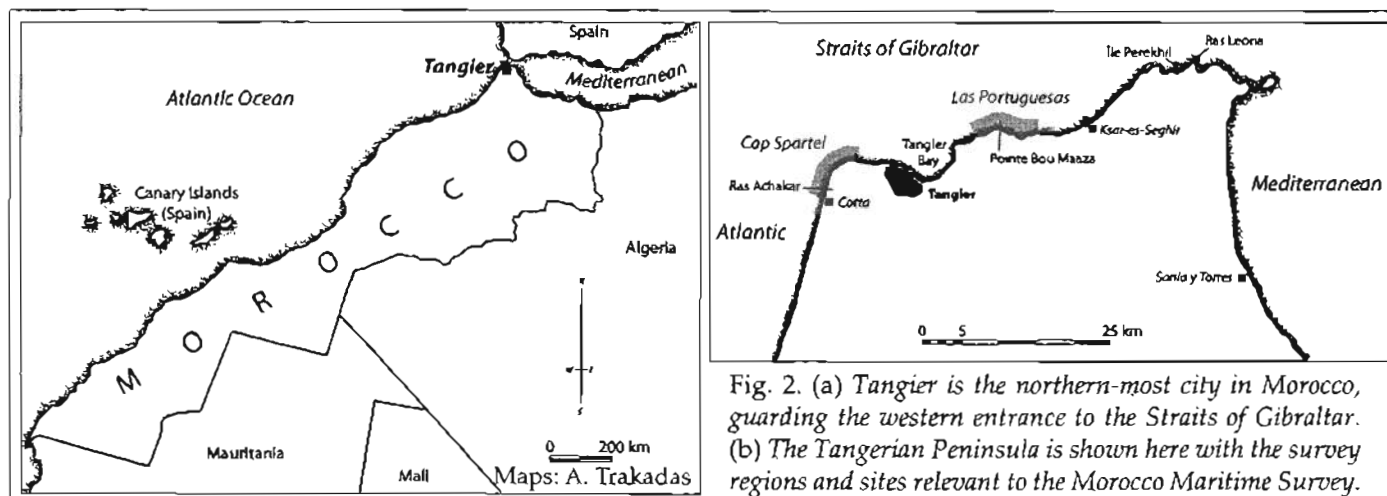 Spain
Tangier
Mediterranean
Atlantic Ocean
Canary Islands
(Spain)
Algeria
M O R O C C O
Mauritania
Mali
N
S
0 200 km
Maps: A. Trakadas
Straits of Gibraltar
Île Perekhil
Ras Leona
Las Portuguesas
Ksar-es-Seghir
Cap Spartel
Tangier
Bay
Pointe Bou Maaza
Ras Achakar
Tangier
Cotta
Mediterranean
Atlantic
Sania y Torres
0 5 25 km
Fig. 2. (a) Tangier is the northern-most city in Morocco,
guarding the western entrance to the Straits of Gibraltar.
(b) The Tangerian Peninsula is shown here with the survey
regions and sites relevant to the Morocco Maritime Survey.